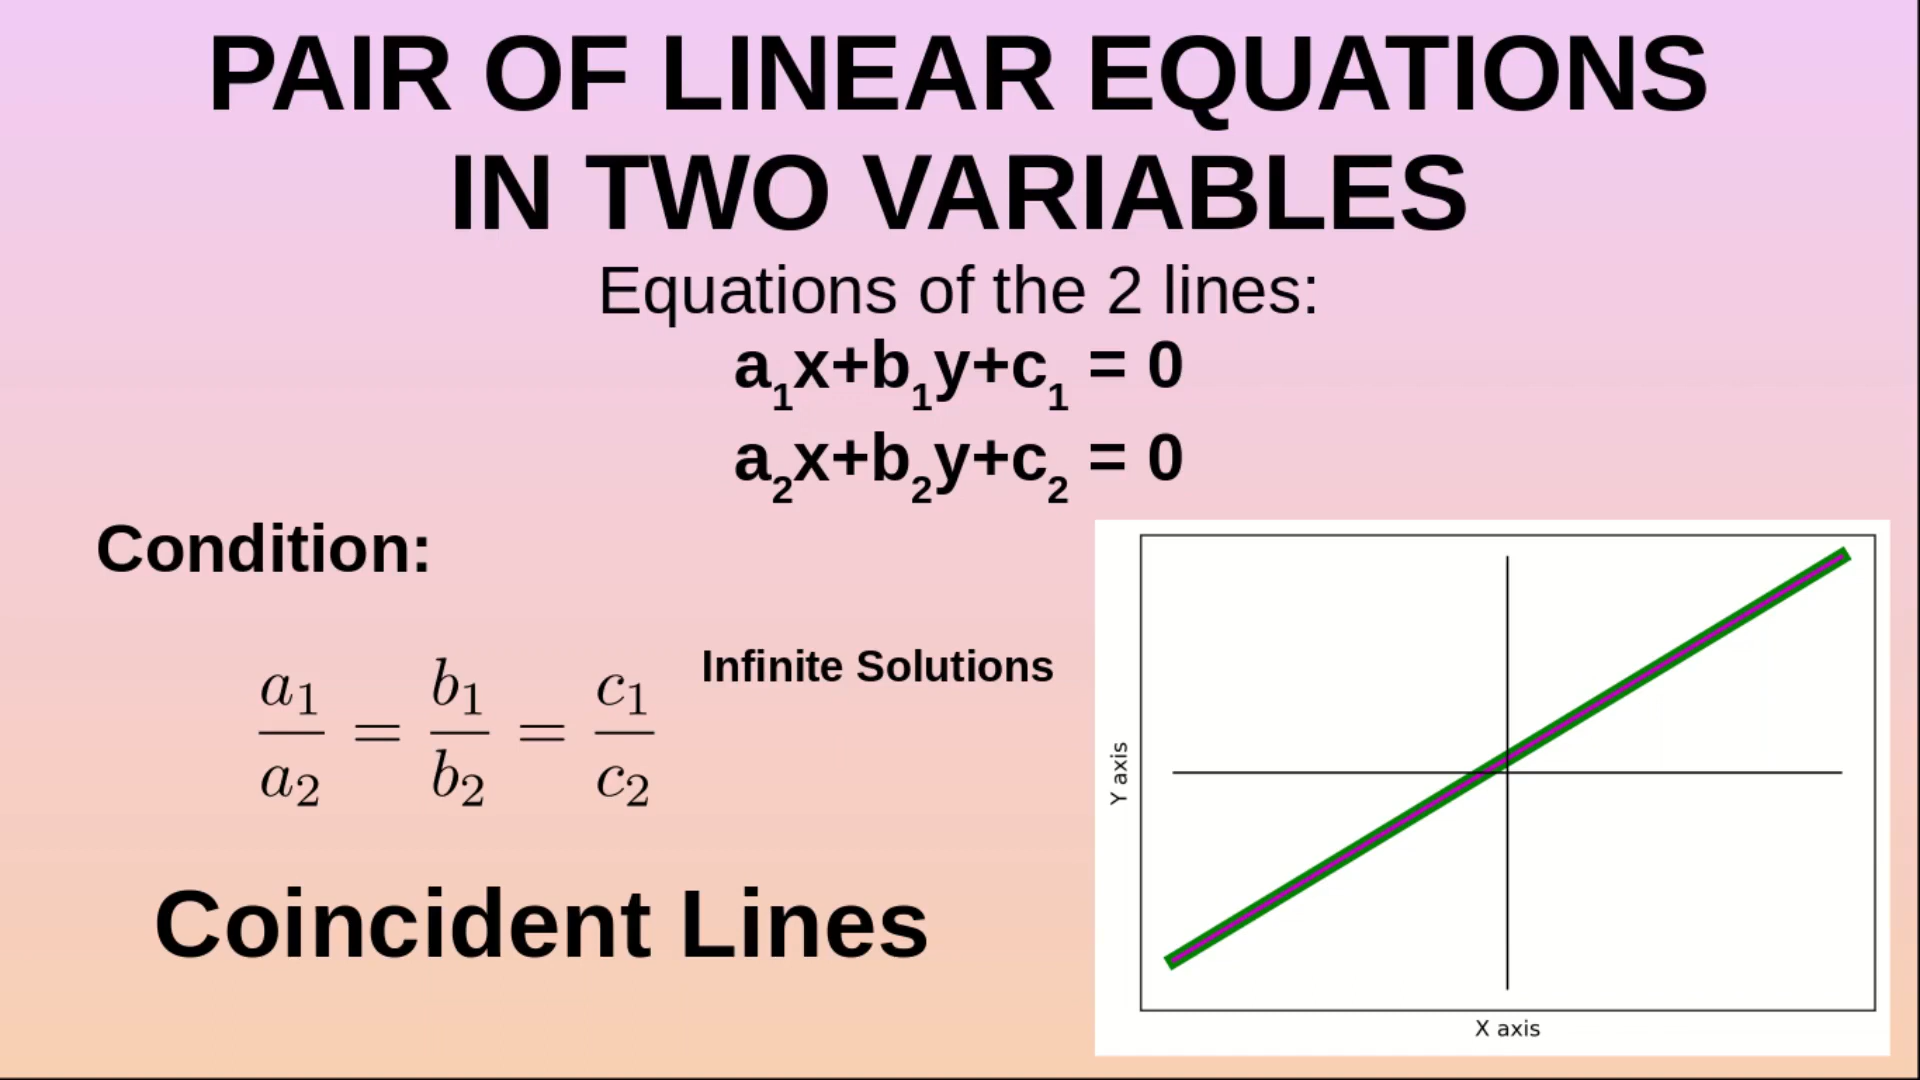 PAIR OF LINEAR EQUATIONS
IN TWO VARIABLES
Equations of the 2 lines:
a₁x+b₁y+c₁ = 0
a₂x+b₂y+c₂ = 0
Condition:
Infinite Solutions
a₁/a₂ = b₁/b₂ = c₁/c₂
Coincident Lines
Y axis
X axis